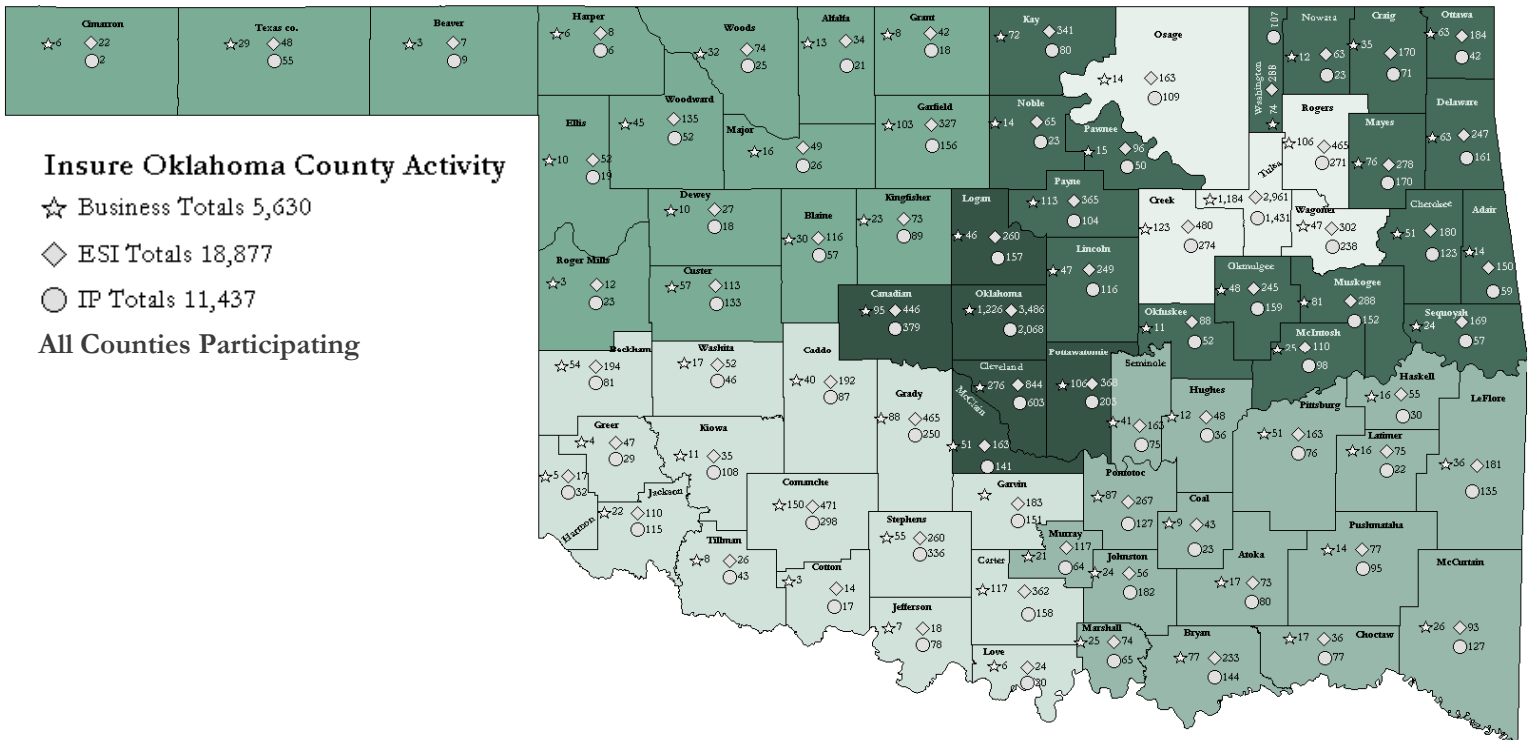 Cimarron
6 22
2
Texas co.
29 48
55
Beaver
3 7
9
Harper
6 8
6
Woods
32 74
25
Alfalfa
13 34
21
Grant
8 42
18
Kay
72 341
80
Osage
14 163
109
Washington
74 288
107
Nowata
12 63
23
Craig
35 170
71
Ottawa
63 184
42
Insure Oklahoma County Activity
Business Totals 5,630
ESI Totals 18,877
IP Totals 11,437
All Counties Participating
Ellis
10 52
19
Woodward
45 135
52
Major
16 49
26
Garfield
103 327
156
Noble
14 65
23
Pawnee
15 96
50
Rogers
106 465
271
Mayes
76 278
170
Delaware
63 247
161
Dewey
10 27
18
Blaine
30 116
57
Kingfisher
23 73
89
Logan
46 260
157
Payne
113 365
104
Creek
123 480
274
Tulsa
1,184 2,961
1,431
Wagoner
47 302
238
Cherokee
51 180
123
Adair
14 150
59
Roger Mills
3 12
23
Custer
57 113
133
Canadian
95 446
379
Oklahoma
1,226 3,486
2,068
Lincoln
47 249
116
Okmulgee
48 245
159
Muskogee
81 288
152
Okfuskee
11 88
52
McIntosh
25 110
98
Sequoyah
24 169
57
Beckham
54 194
81
Washita
17 52
46
Caddo
40 192
87
Grady
88 465
250
Cleveland
276 844
603
McClain
51 163
141
Pottawatomie
106 368
203
Seminole
41 163
75
Hughes
12 48
36
Pittsburg
51 163
76
Haskell
16 55
30
LeFlore
36 181
135
Latimer
16 75
22
Greer
4 47
29
Kiowa
11 35
108
Harmon
5 17
32
Jackson
22 110
115
Comanche
150 471
298
Tillman
8 26
43
Cotton
3 14
17
Stephens
55 260
336
Garvin
183
151
Pontotoc
87 267
127
Coal
9 43
23
Murray
21 117
64
Johnston
24 56
182
Atoka
17 73
80
Pushmataha
14 77
95
McCurtain
26 93
127
Carter
117 362
158
Jefferson
7 18
78
Love
6 24
Marshall
25 74
65
Bryan
77 233
144
Choctaw
17 36
77